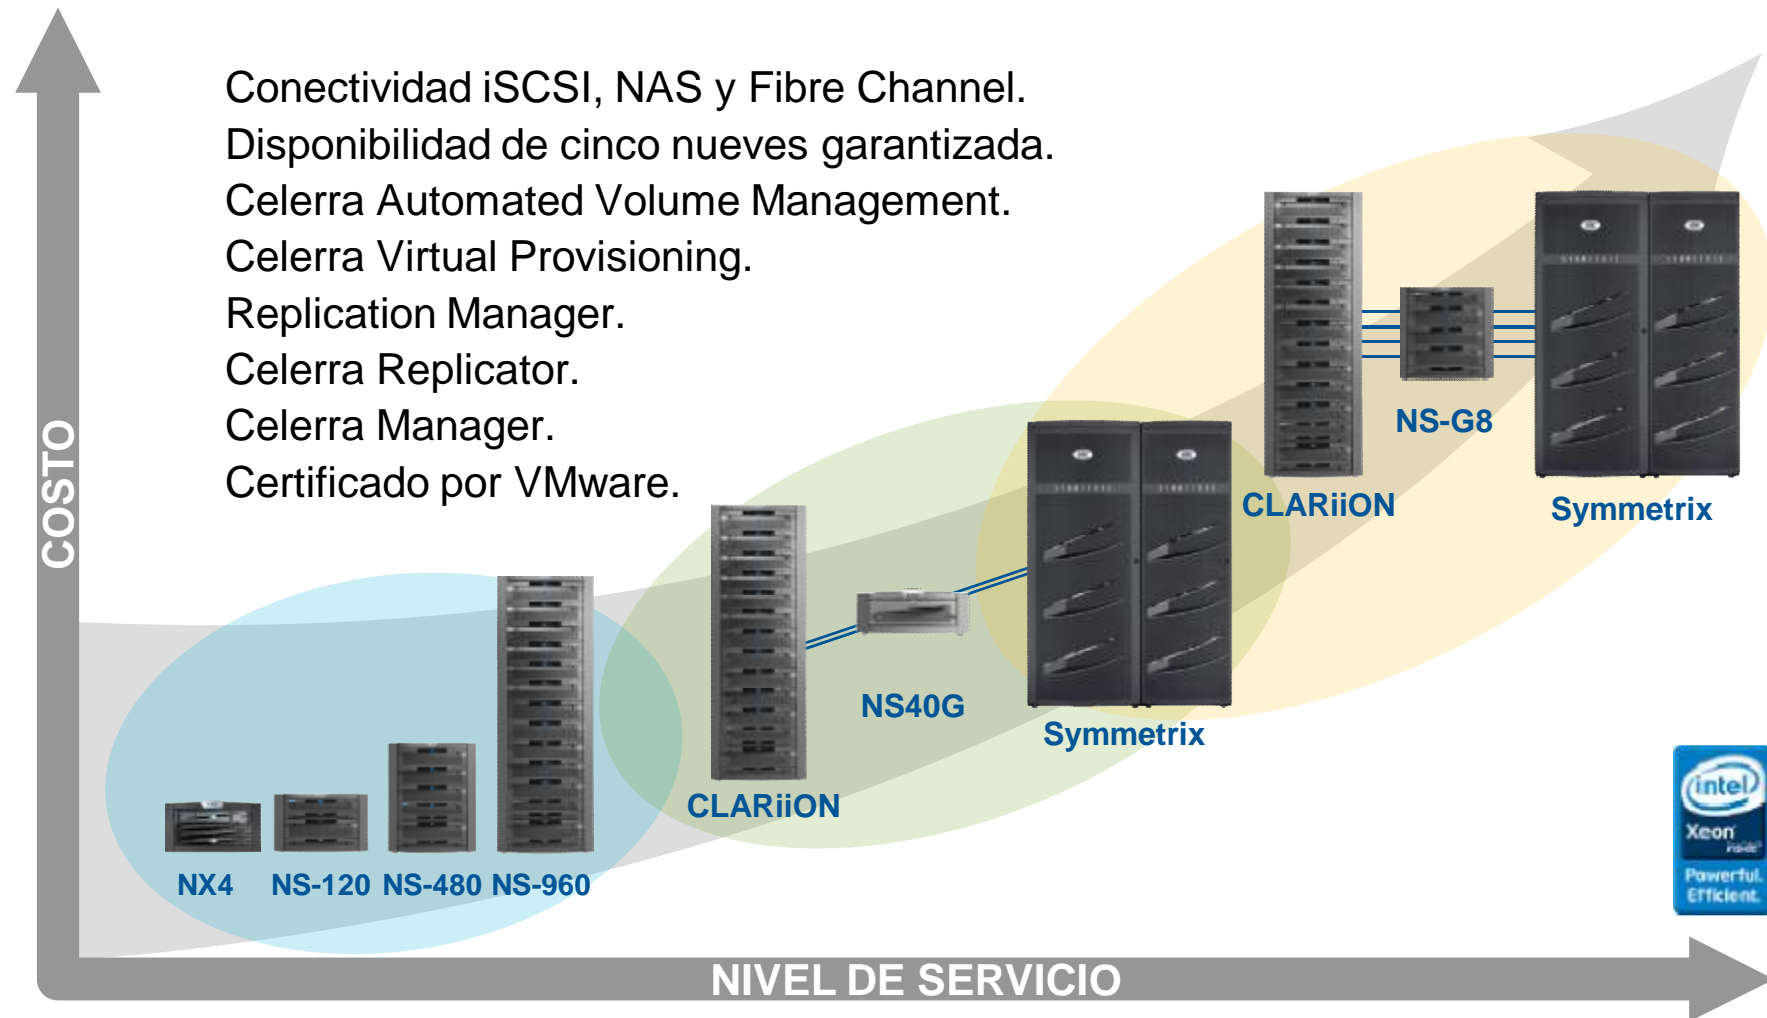 Conectividad iSCSI, NAS y Fibre Channel.
Disponibilidad de cinco nueves garantizada.
Celerra Automated Volume Management.
Celerra Virtual Provisioning.
Replication Manager.
Celerra Replicator.
Celerra Manager.
Certificado por VMware.
COSTO
NS-G8
CLARiiON
Symmetrix
NS40G
Symmetrix
CLARiiON
NX4
NS-120
NS-480
NS-960
intel
Xeon
inside
Powerful.
Efficient.
NIVEL DE SERVICIO